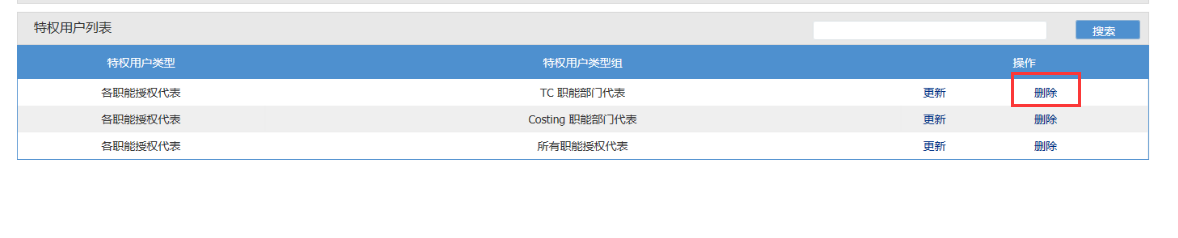 特权用户列表 搜索
特权用户类型 特权用户类型组 操作
各职能授权代表 TC 职能部门代表 更新 删除
各职能授权代表 Costing 职能部门代表 更新 删除
各职能授权代表 所有职能授权代表 更新 删除